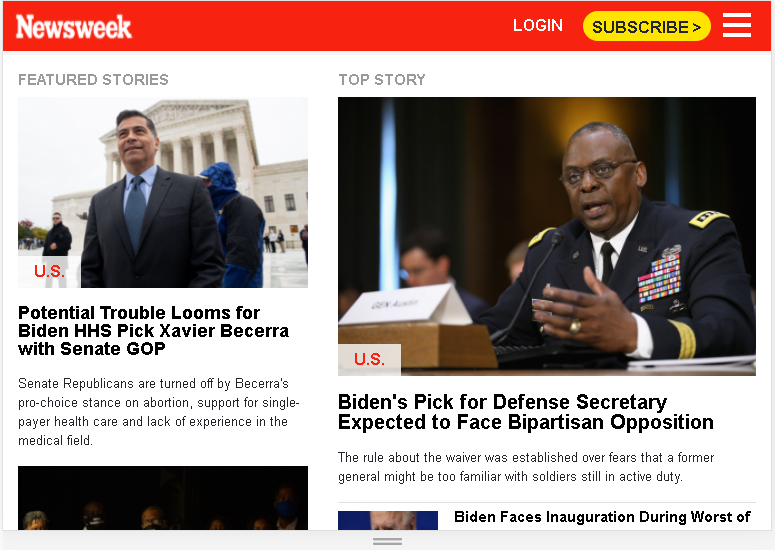 Newsweek
LOGIN
SUBSCRIBE >
FEATURED STORIES
U.S.
Potential Trouble Looms for
Biden HHS Pick Xavier Becerra
with Senate GOP
Senate Republicans are turned off by Becerra's
pro-choice stance on abortion, support for single-
payer health care and lack of experience in the
medical field.
TOP STORY
GEN Austin
U.S.
Biden's Pick for Defense Secretary
Expected to Face Bipartisan Opposition
The rule about the waiver was established over fears that a former
general might be too familiar with soldiers still in active duty.
Biden Faces Inauguration During Worst of